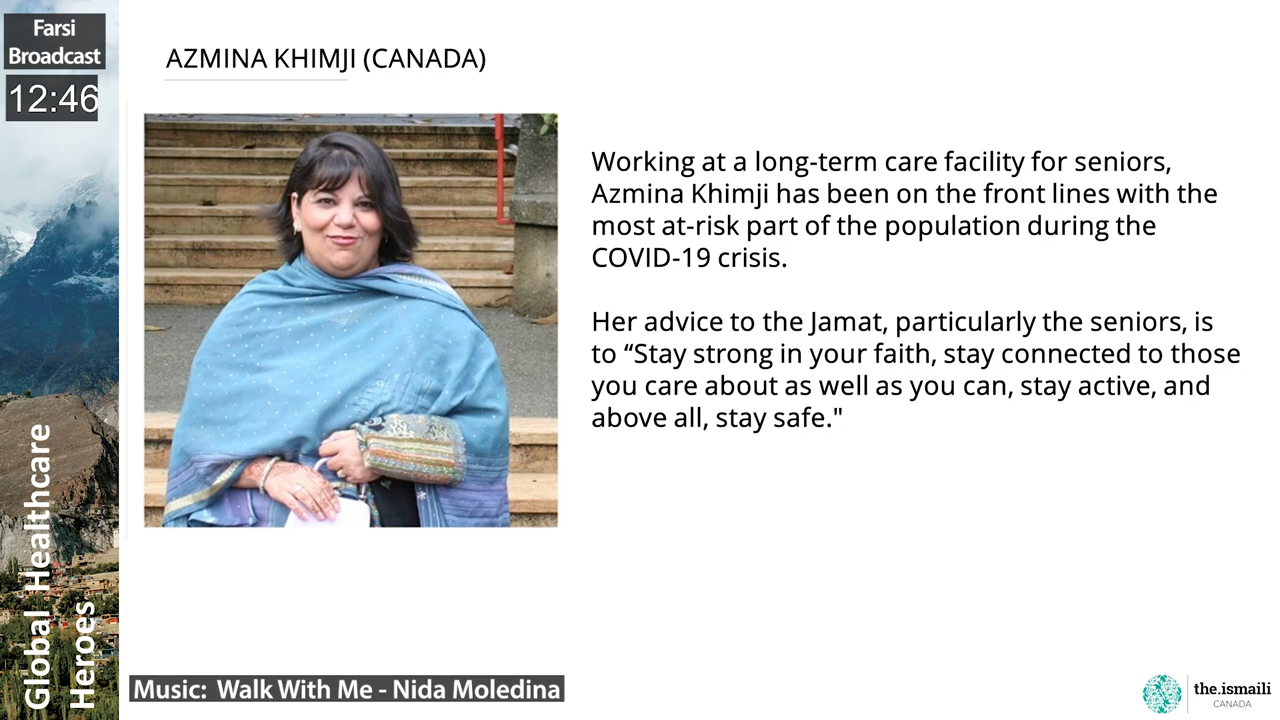 Farsi
Broadcast
12:46
AZMINA KHIMJI (CANADA)
Working at a long-term care facility for seniors,
Azmina Khimji has been on the front lines with the
most at-risk part of the population during the
COVID-19 crisis.
Her advice to the Jamat, particularly the seniors, is
to “Stay strong in your faith, stay connected to those
you care about as well as you can, stay active, and
above all, stay safe."
Global Healthcare
Heroes
Music: Walk With Me - Nida Moledina
the.ismaili
CANADA